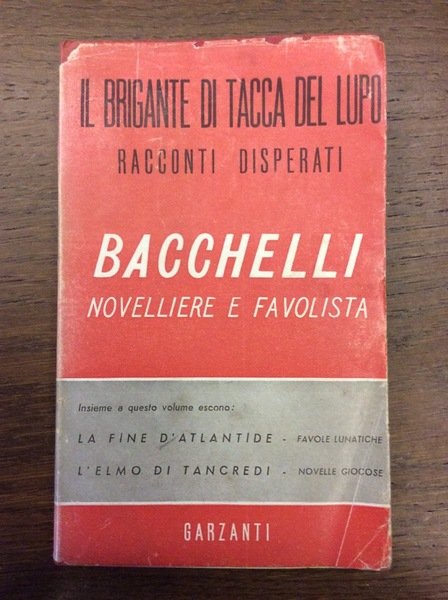 IL BRIGANTE DI TACCA DEL LUPO
RACCONTI DISPERATI
BACCHELLI
NOVELLIERE E FAVOLISTA
Insieme a questo volume escono:
LA FINE D'ATLANTIDE - FAVOLE LUNATICHE
L'ELMO DI TANCREDI - NOVELLE GIOCOSE
GARZANTI